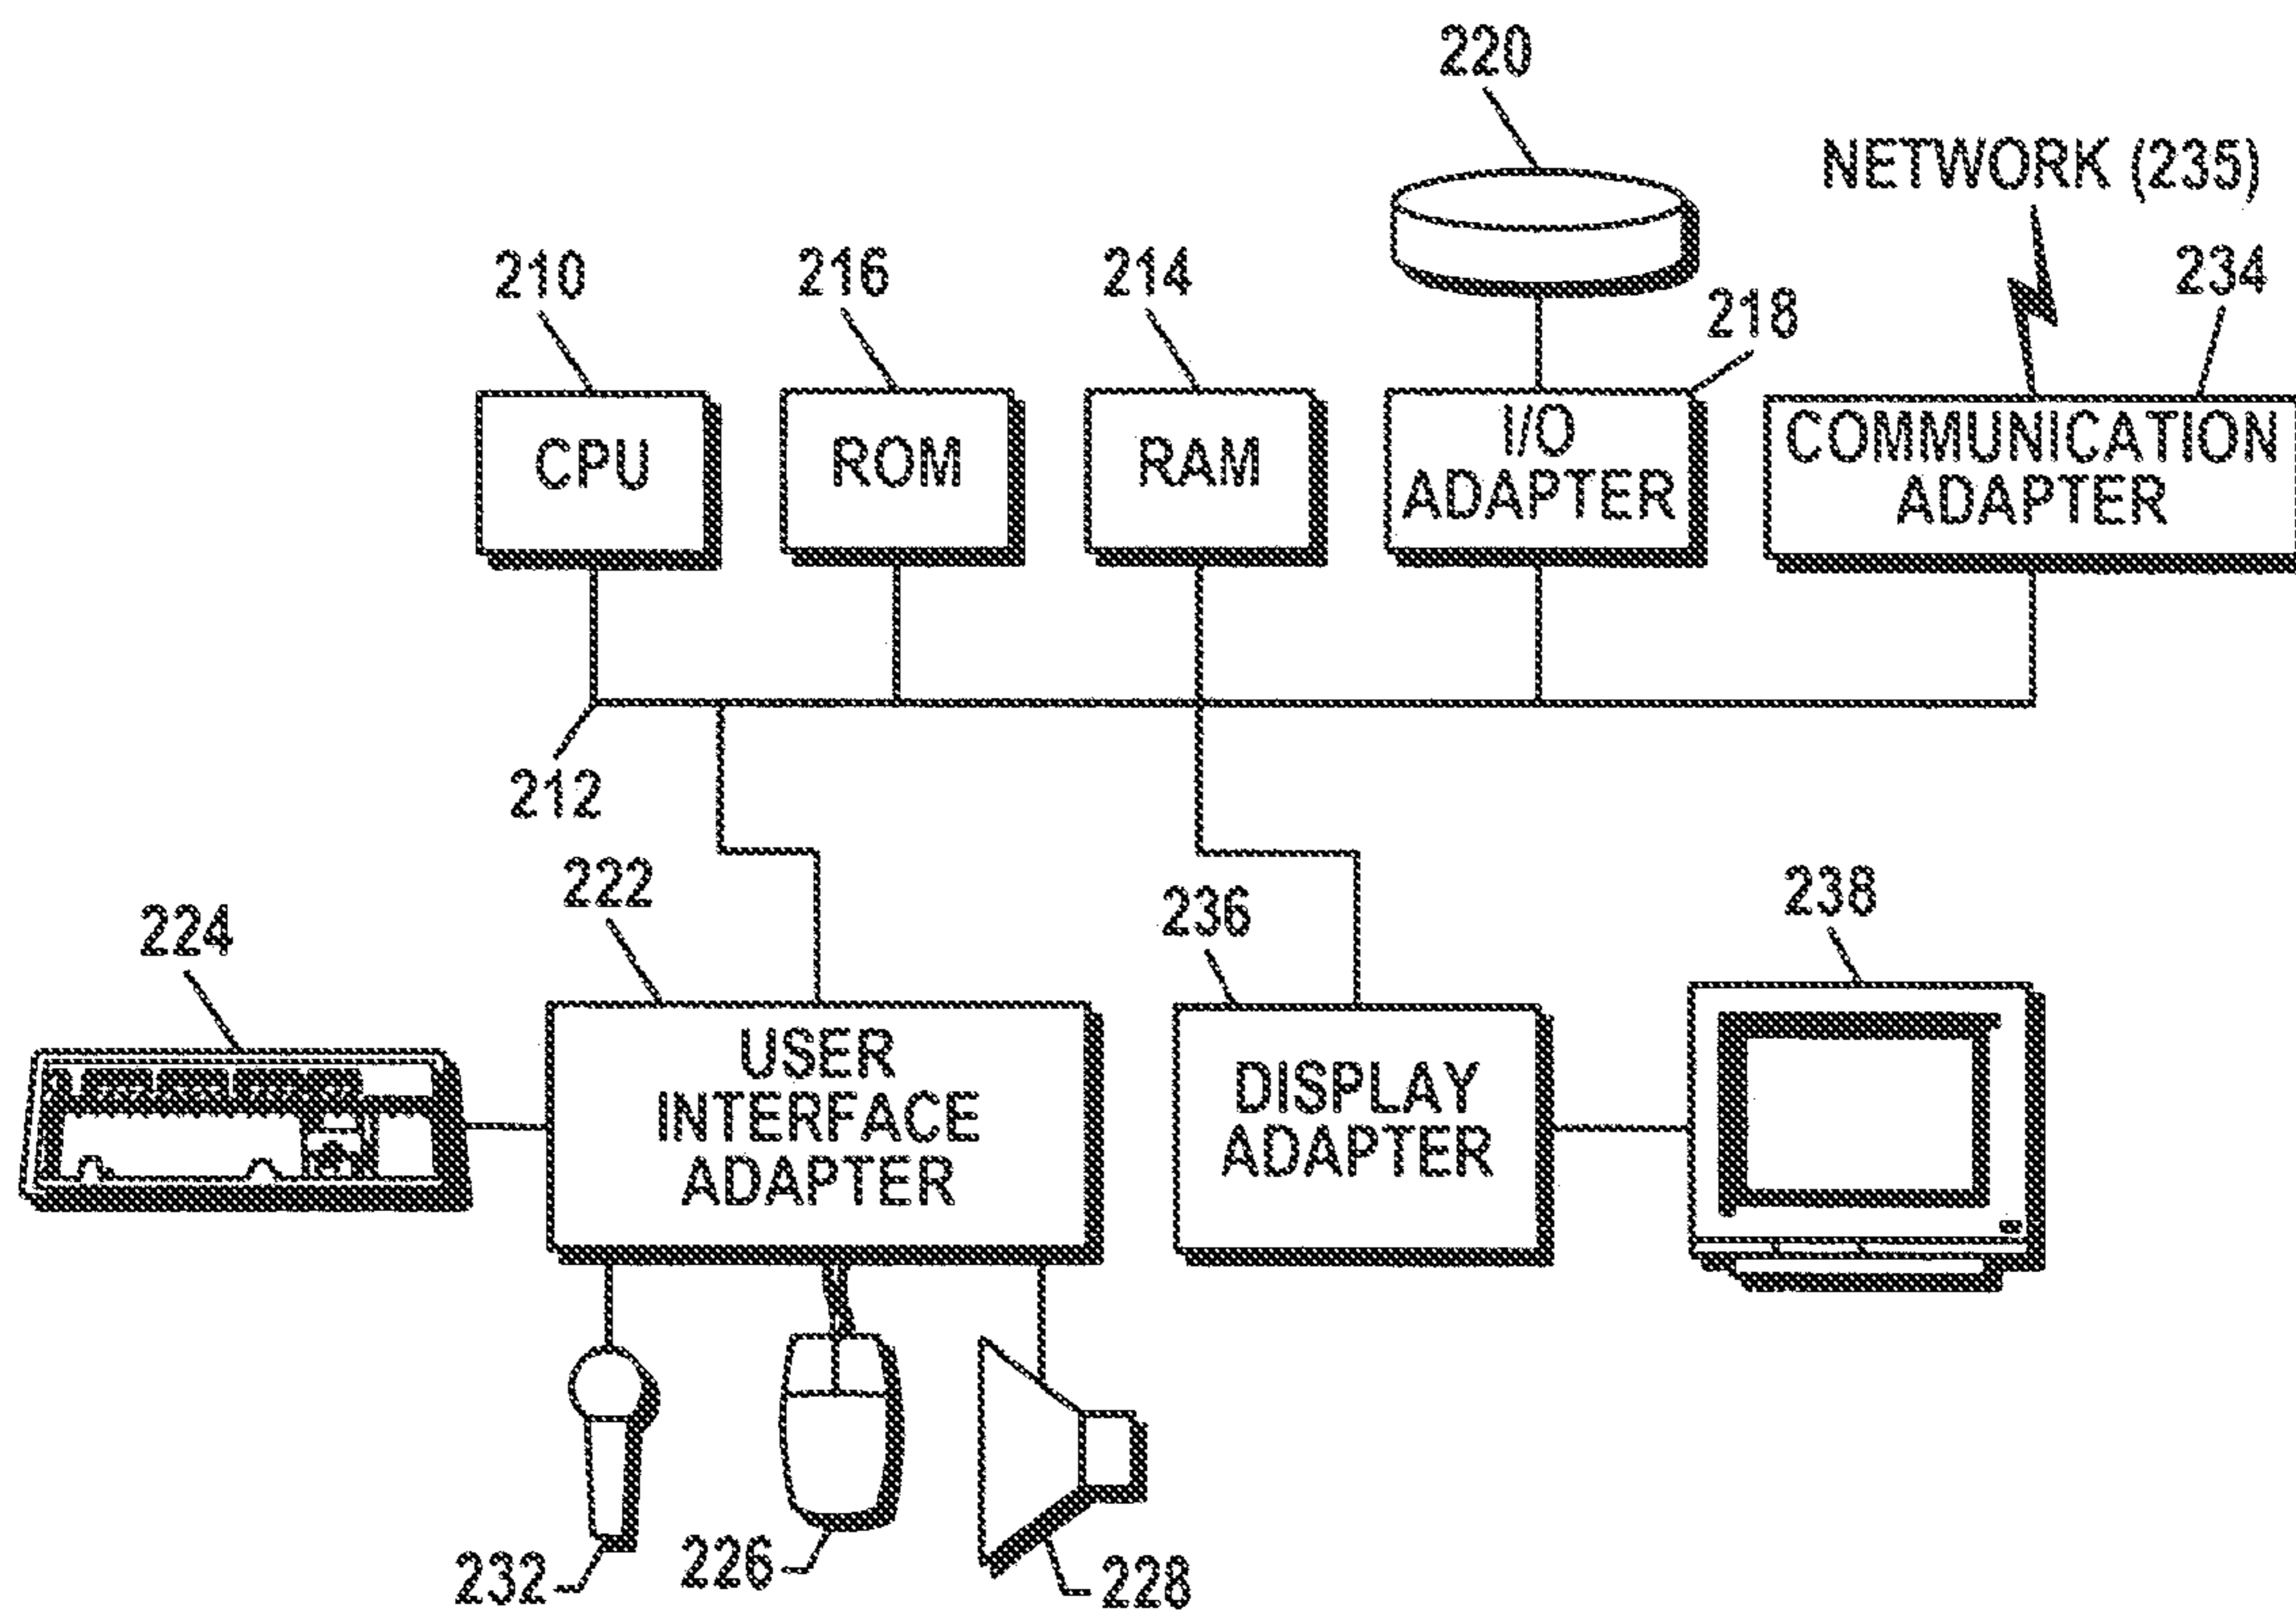 220
NETWORK (235)
210
216
214
218
234
CPU
ROM
RAM
I/O
ADAPTER
COMMUNICATION
ADAPTER
212
222
224
236
238
USER
INTERFACE
ADAPTER
DISPLAY
ADAPTER
232
226
228